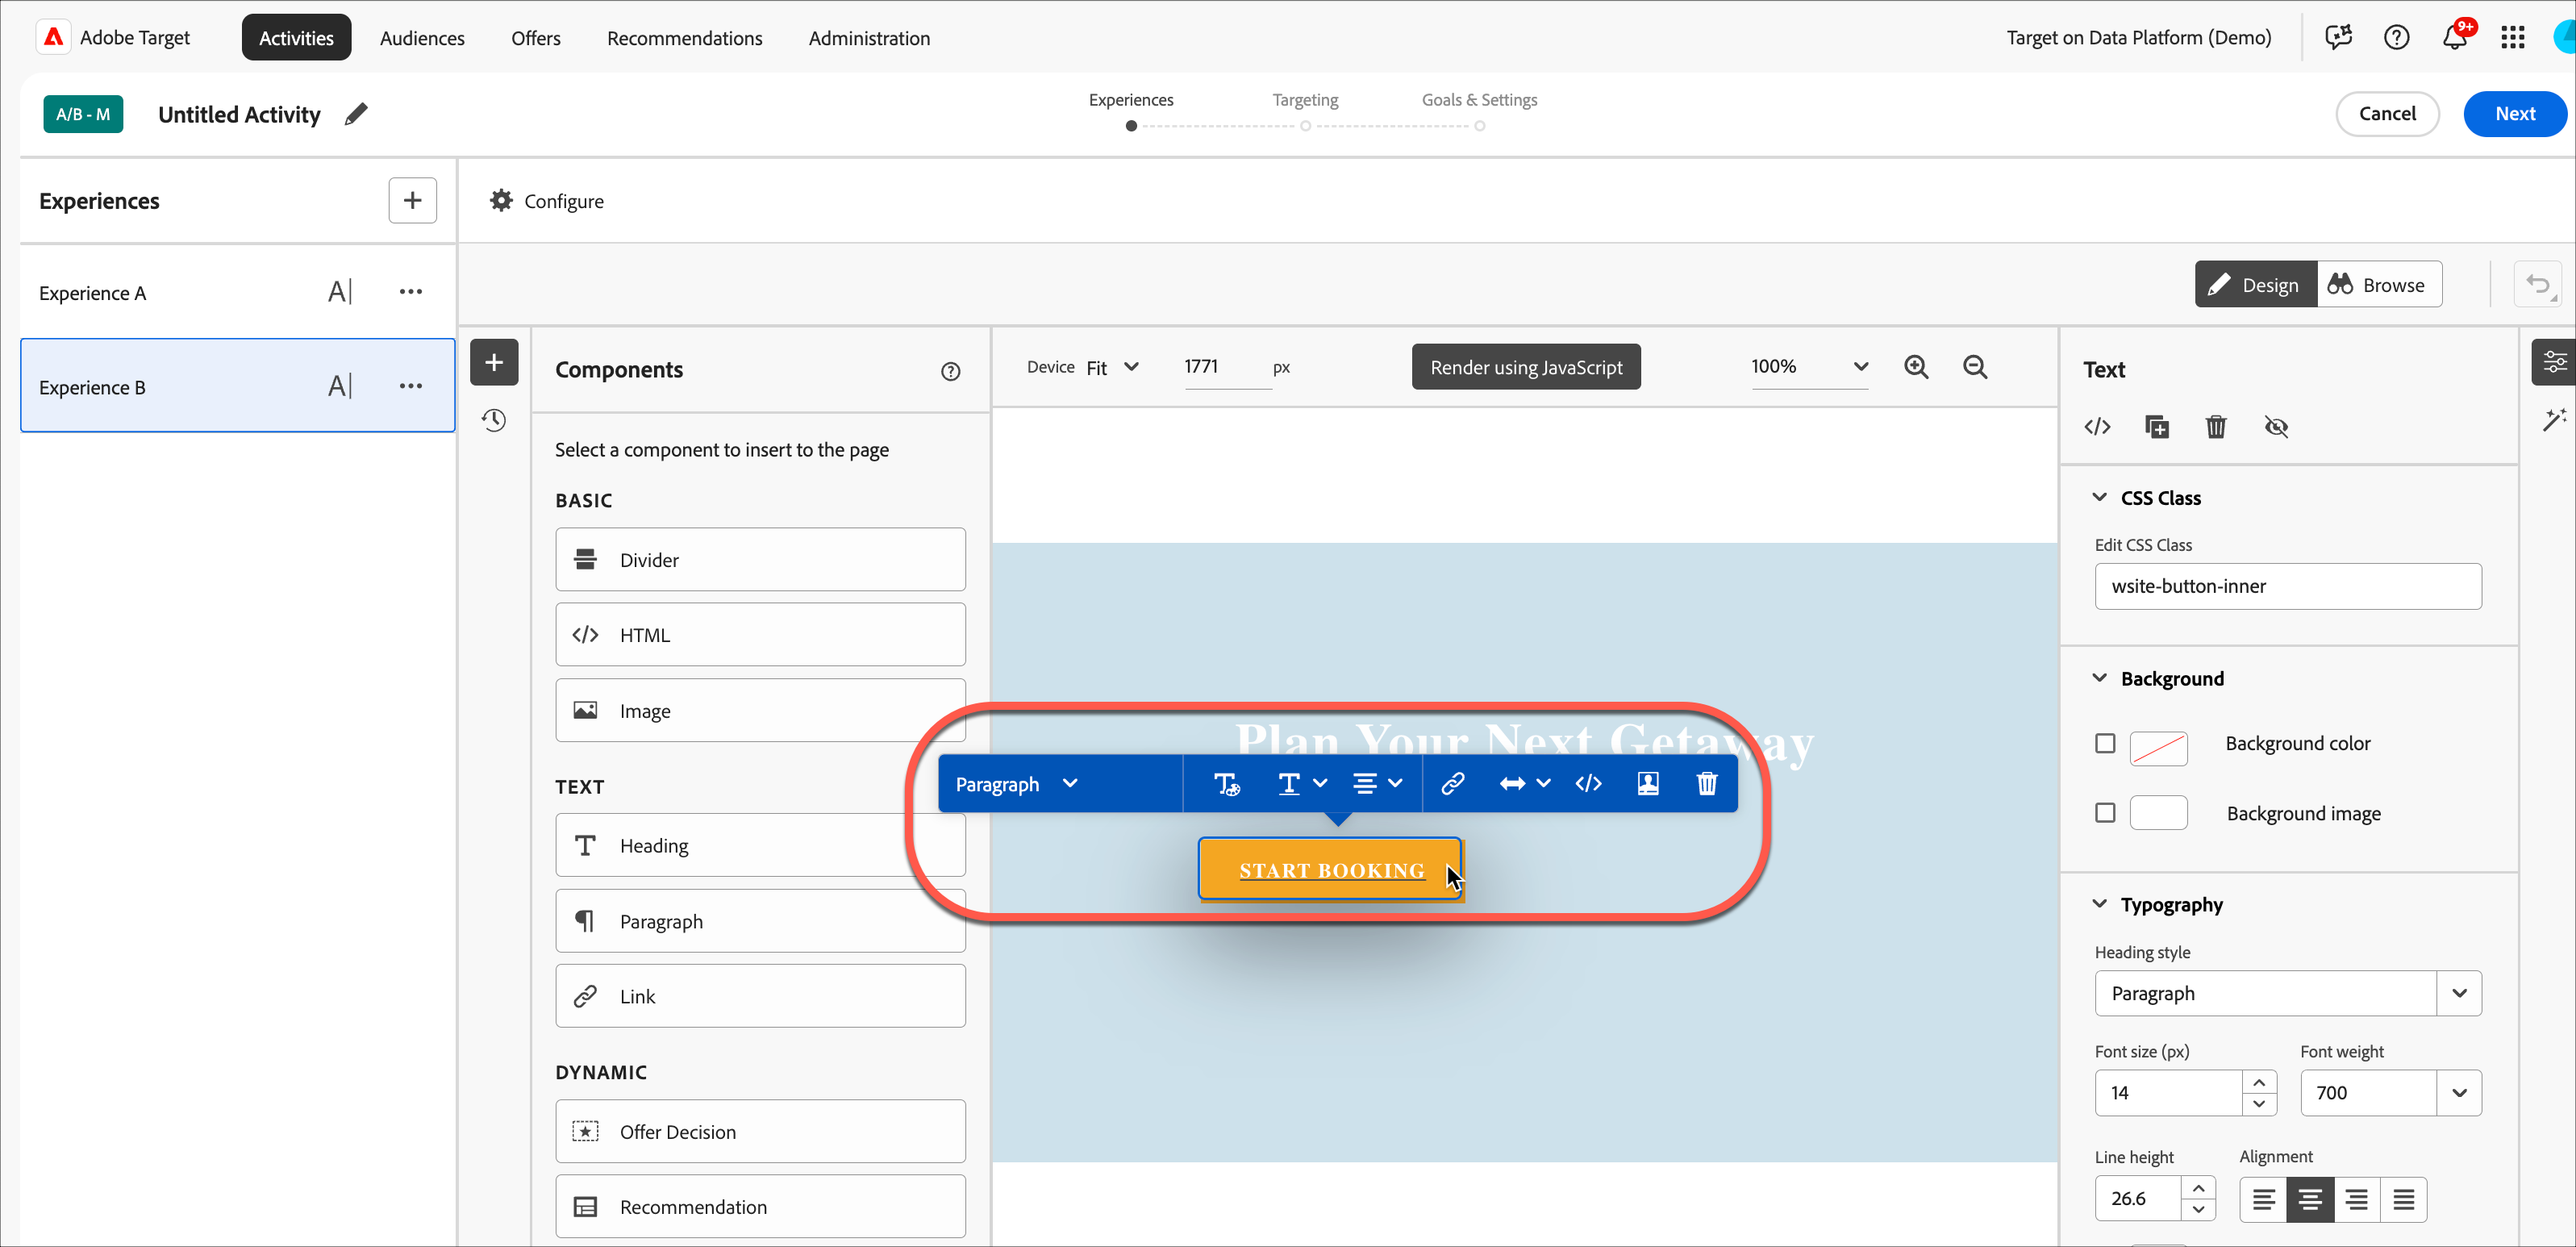 Adobe Target
Activities
Audiences
Offers
Recommendations
Administration
Target on Data Platform (Demo)
9+
A/B - M
Untitled Activity
Experiences
Targeting
Goals & Settings
Cancel
Next
Experiences
Configure
Experience A
A|
Design
Browse
Experience B
A|
Components
Device
Fit
1771
px
Render using JavaScript
100%
Text
Select a component to insert to the page
BASIC
Divider
HTML
Image
TEXT
Heading
Paragraph
Link
DYNAMIC
Offer Decision
Recommendation
Plan Your Next Getaway
Paragraph
START BOOKING
CSS Class
Edit CSS Class
wsite-button-inner
Background
Background color
Background image
Typography
Heading style
Paragraph
Font size (px)
Font weight
14
700
Line height
Alignment
26.6